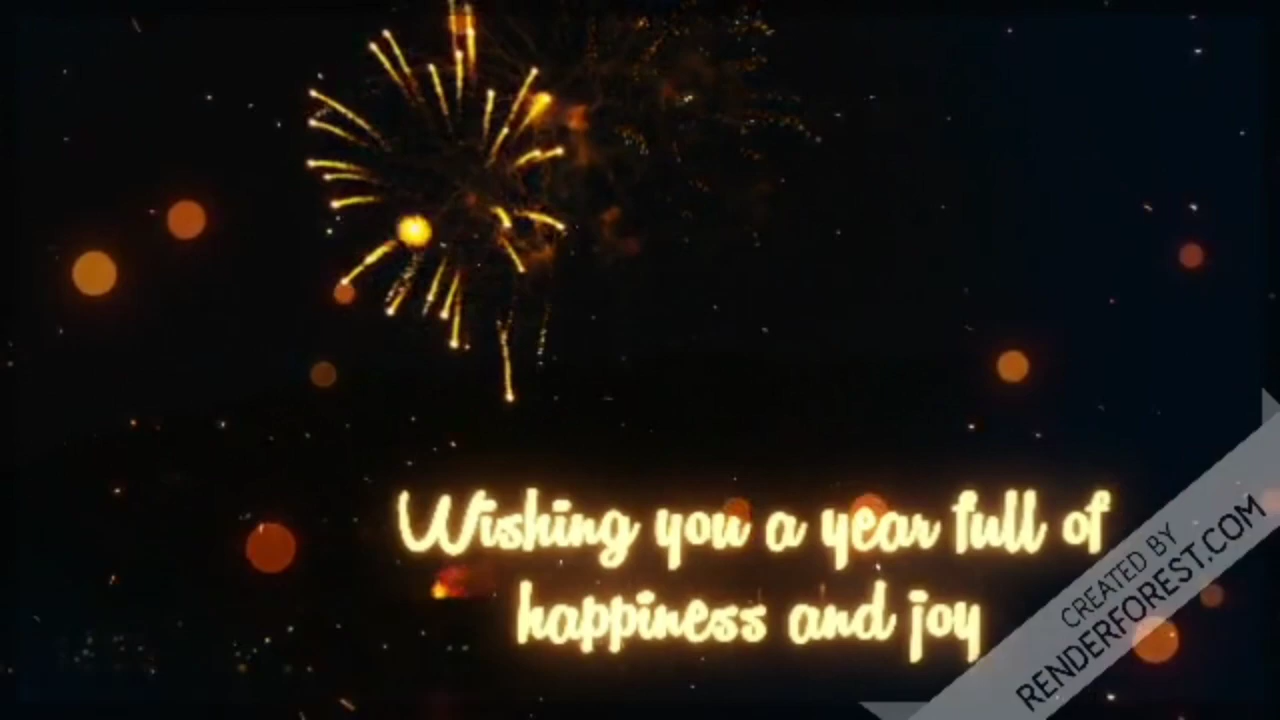 Wishing you a year full of
happiness and joy
CREATED BY
RENDERFOREST.COM